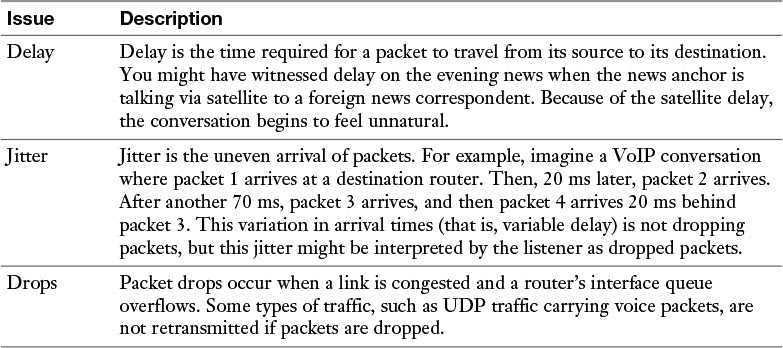 Issue Description
Delay Delay is the time required for a packet to travel from its source to its destination.
You might have witnessed delay on the evening news when the news anchor is
talking via satellite to a foreign news correspondent. Because of the satellite delay,
the conversation begins to feel unnatural.
Jitter Jitter is the uneven arrival of packets. For example, imagine a VoIP conversation
where packet 1 arrives at a destination router. Then, 20 ms later, packet 2 arrives.
After another 70 ms, packet 3 arrives, and then packet 4 arrives 20 ms behind
packet 3. This variation in arrival times (that is, variable delay) is not dropping
packets, but this jitter might be interpreted by the listener as dropped packets.
Drops Packet drops occur when a link is congested and a router's interface queue
overflows. Some types of traffic, such as UDP traffic carrying voice packets, are
not retransmitted if packets are dropped.